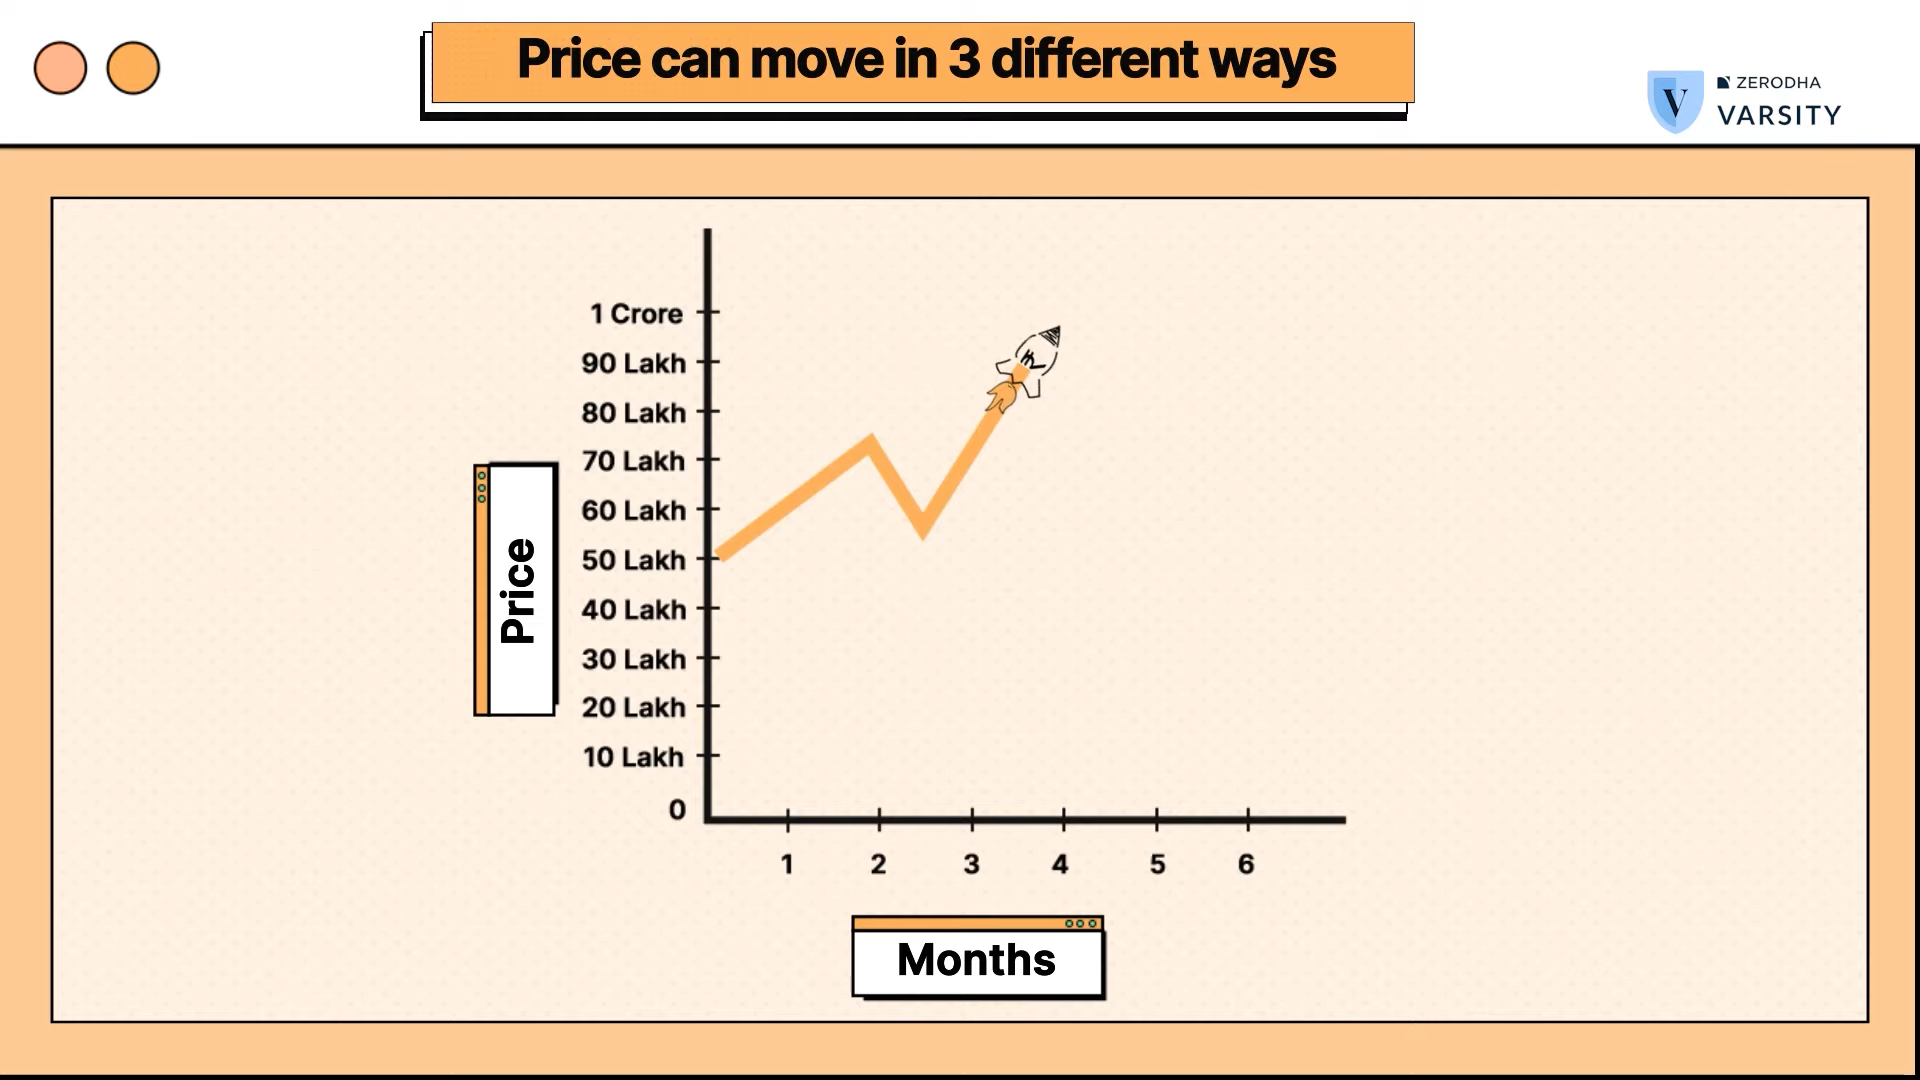 Price can move in 3 different ways
ZERODHA
V
VARSITY
1 Crore
90 Lakh
80 Lakh
70 Lakh
60 Lakh
50 Lakh
40 Lakh
30 Lakh
20 Lakh
10 Lakh
0
Price
₹
1 2 3 4 5 6
Months